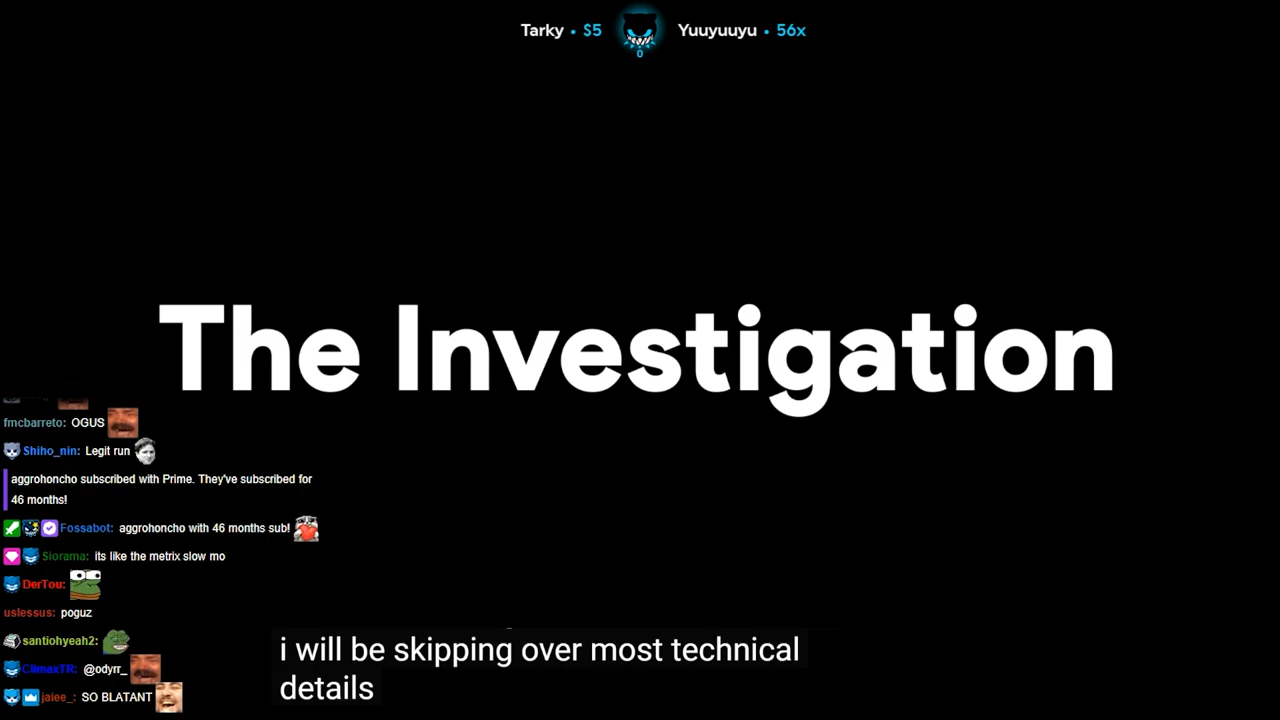 Tarky • $5
0
Yuuyuuyu • 56x
The Investigation
fmcbarreto: OGUS
Shiho_nin: Legit run
aggrohoncho subscribed with Prime. They've subscribed for
46 months!
Fossabot: aggrohoncho with 46 months sub!
Siorama: its like the metrix slow mo
DerTou:
uslessus: poguz
santiohyeah2:
ClimaxTR: @odyrr_
jaiee_: SO BLATANT
i will be skipping over most technical
details